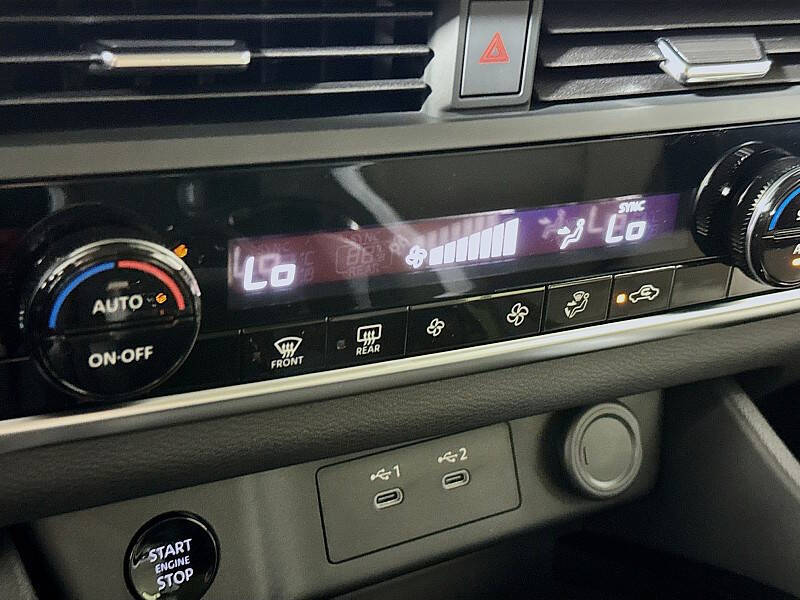 SYNC
Lo
Lo
AUTO
ON·OFF
FRONT
REAR
1
2
START
ENGINE
STOP